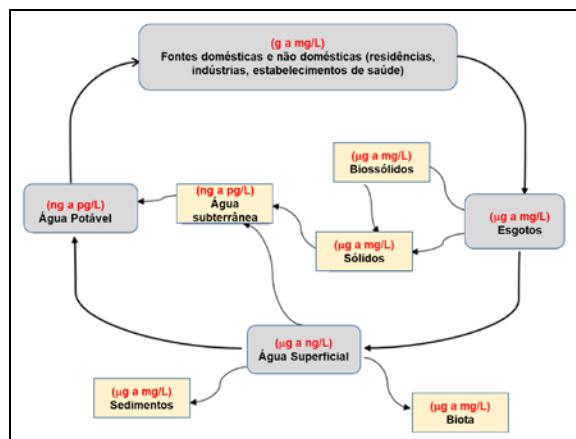 (g a mg/L)
Fontes domésticas e não domésticas (residências,
indústrias, estabelecimentos de saúde)
(µg a mg/L)
Biossólidos
(ng a pg/L)
Água Potável
(ng a pg/L)
Água
subterrânea
(µg a mg/L)
Esgotos
(µg a mg/L)
Sólidos
(µg a ng/L)
Água Superficial
(µg a mg/L)
Sedimentos
(µg a mg/L)
Biota